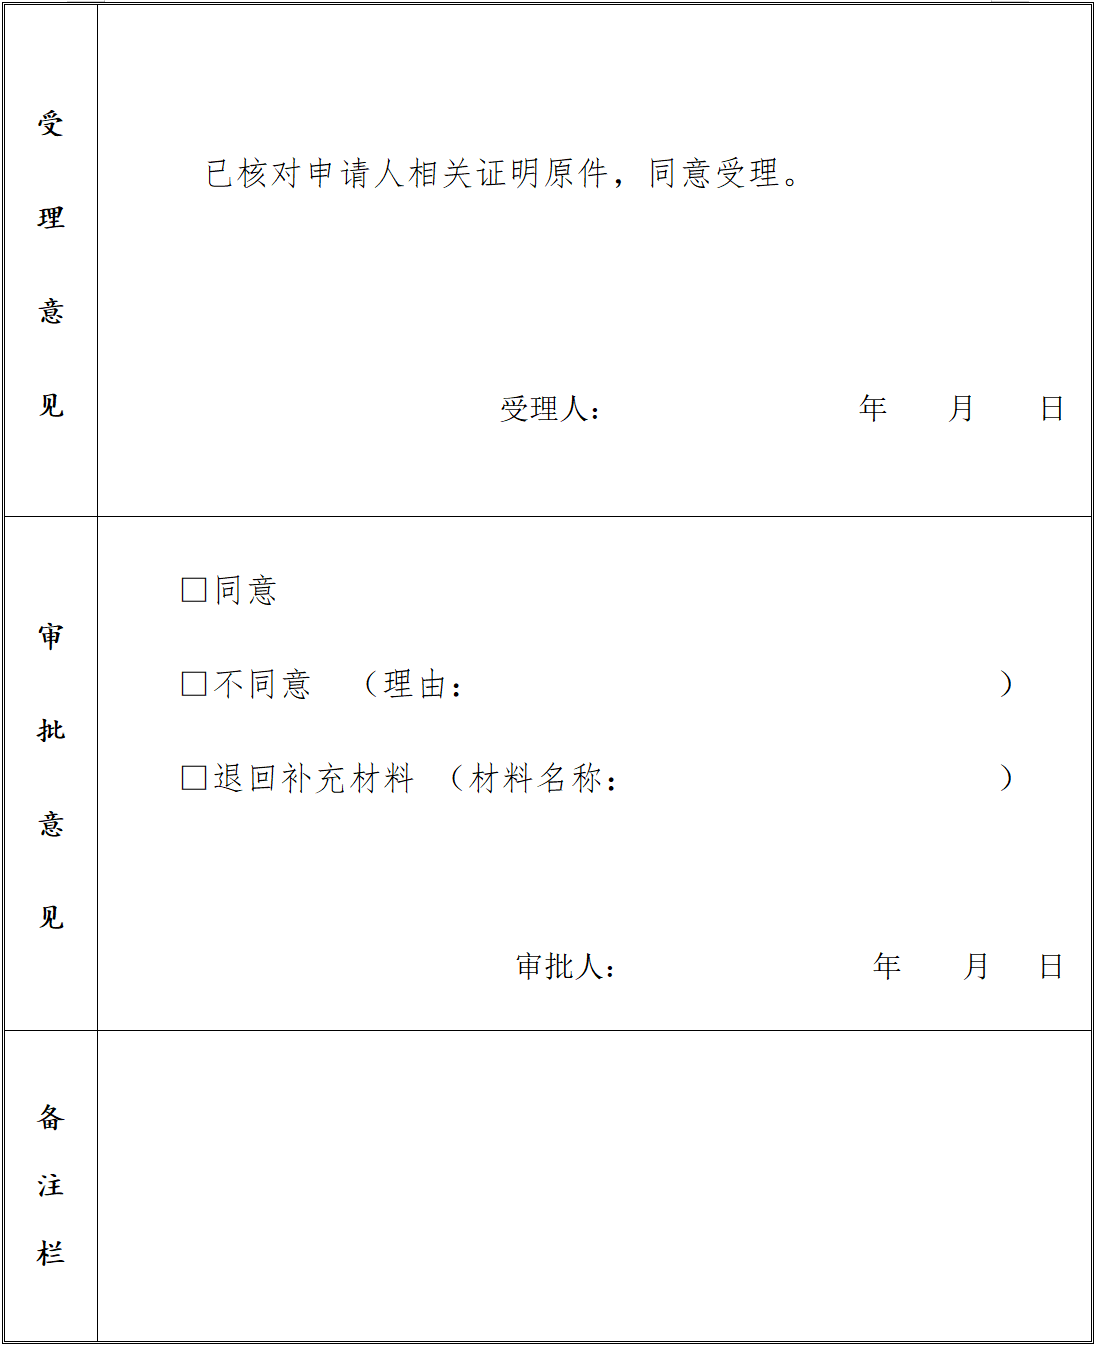 受理意见
已核对申请人相关证明原件，同意受理。
受理人： 年 月 日
审批意见
□同意
□不同意 （理由： ）
□退回补充材料 （材料名称： ）
审批人： 年 月 日
备注栏